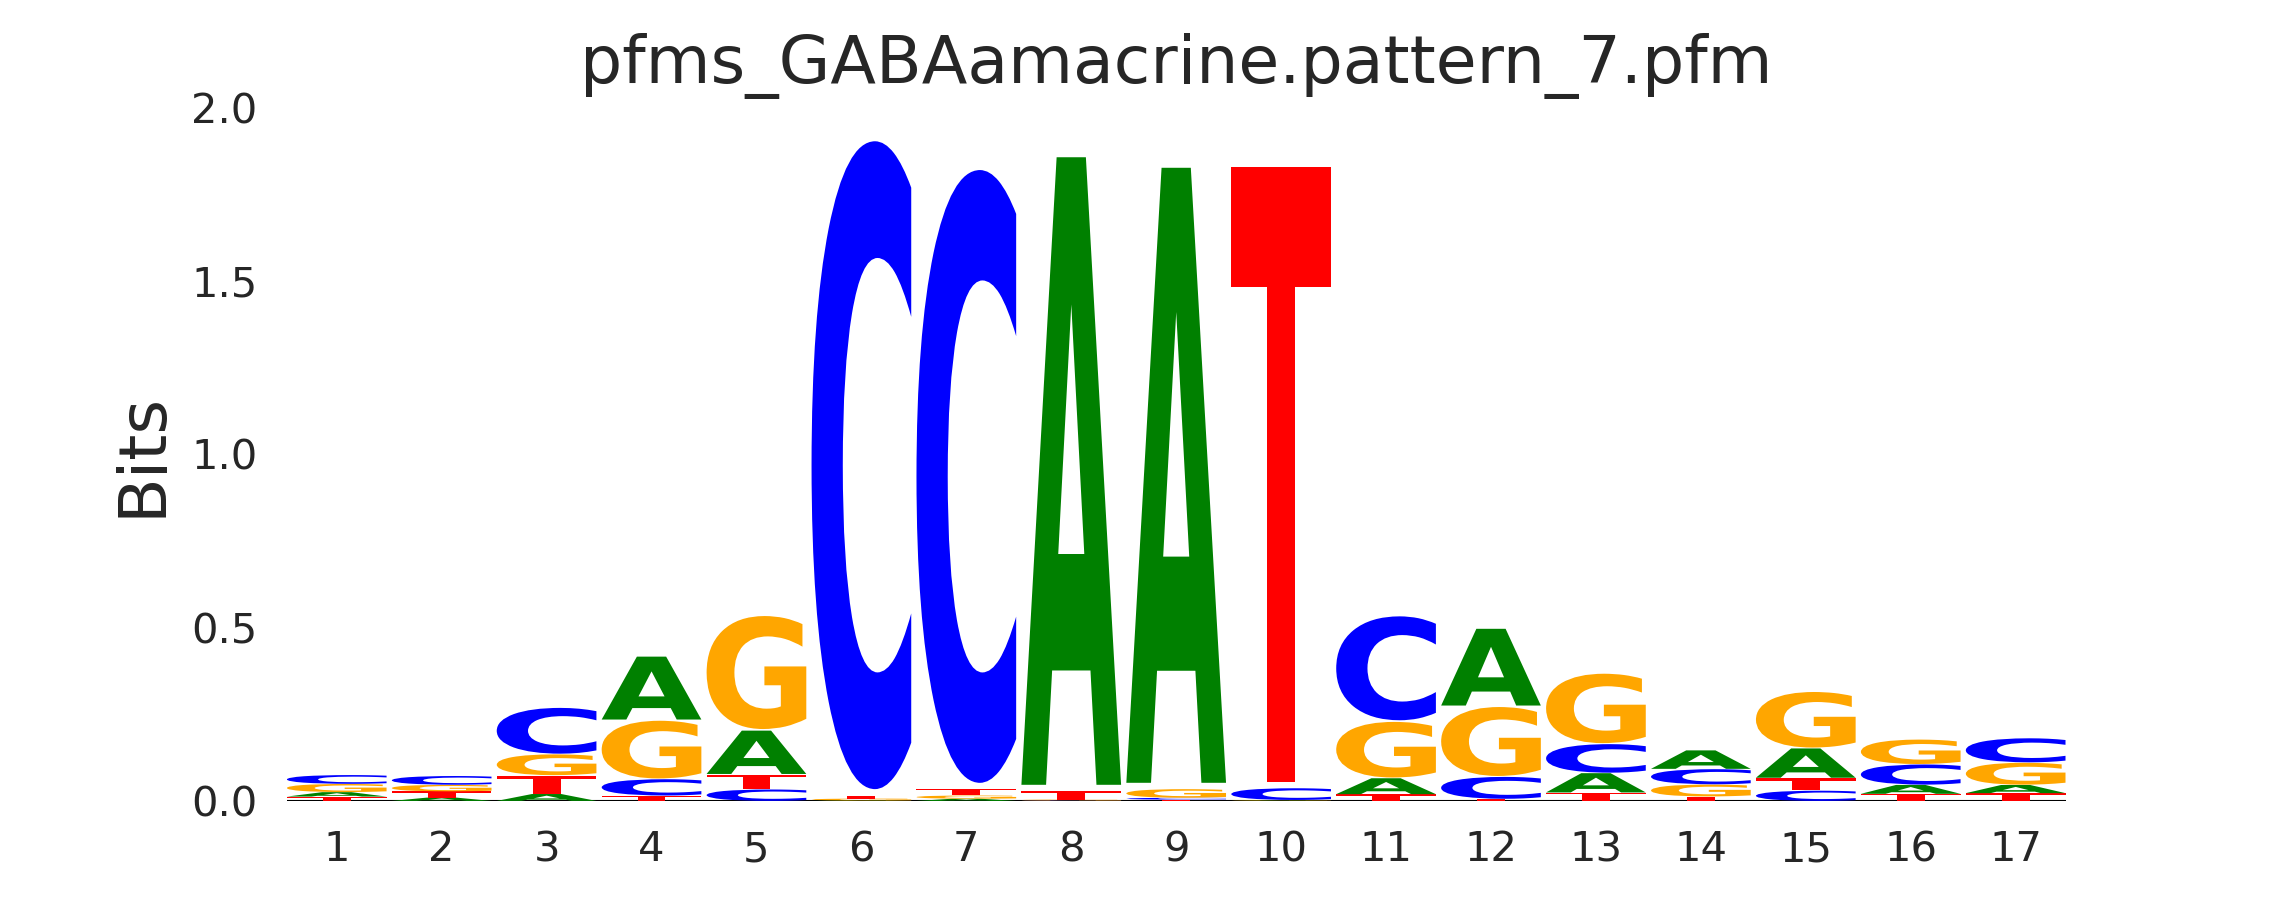 pfms_GABAamacrine.pattern_7.pfm
2.0
1.5
1.0
0.5
0.0
Bits
C C C A G C C A A T C A G A G G C
1 2 3 4 5 6 7 8 9 10 11 12 13 14 15 16 17